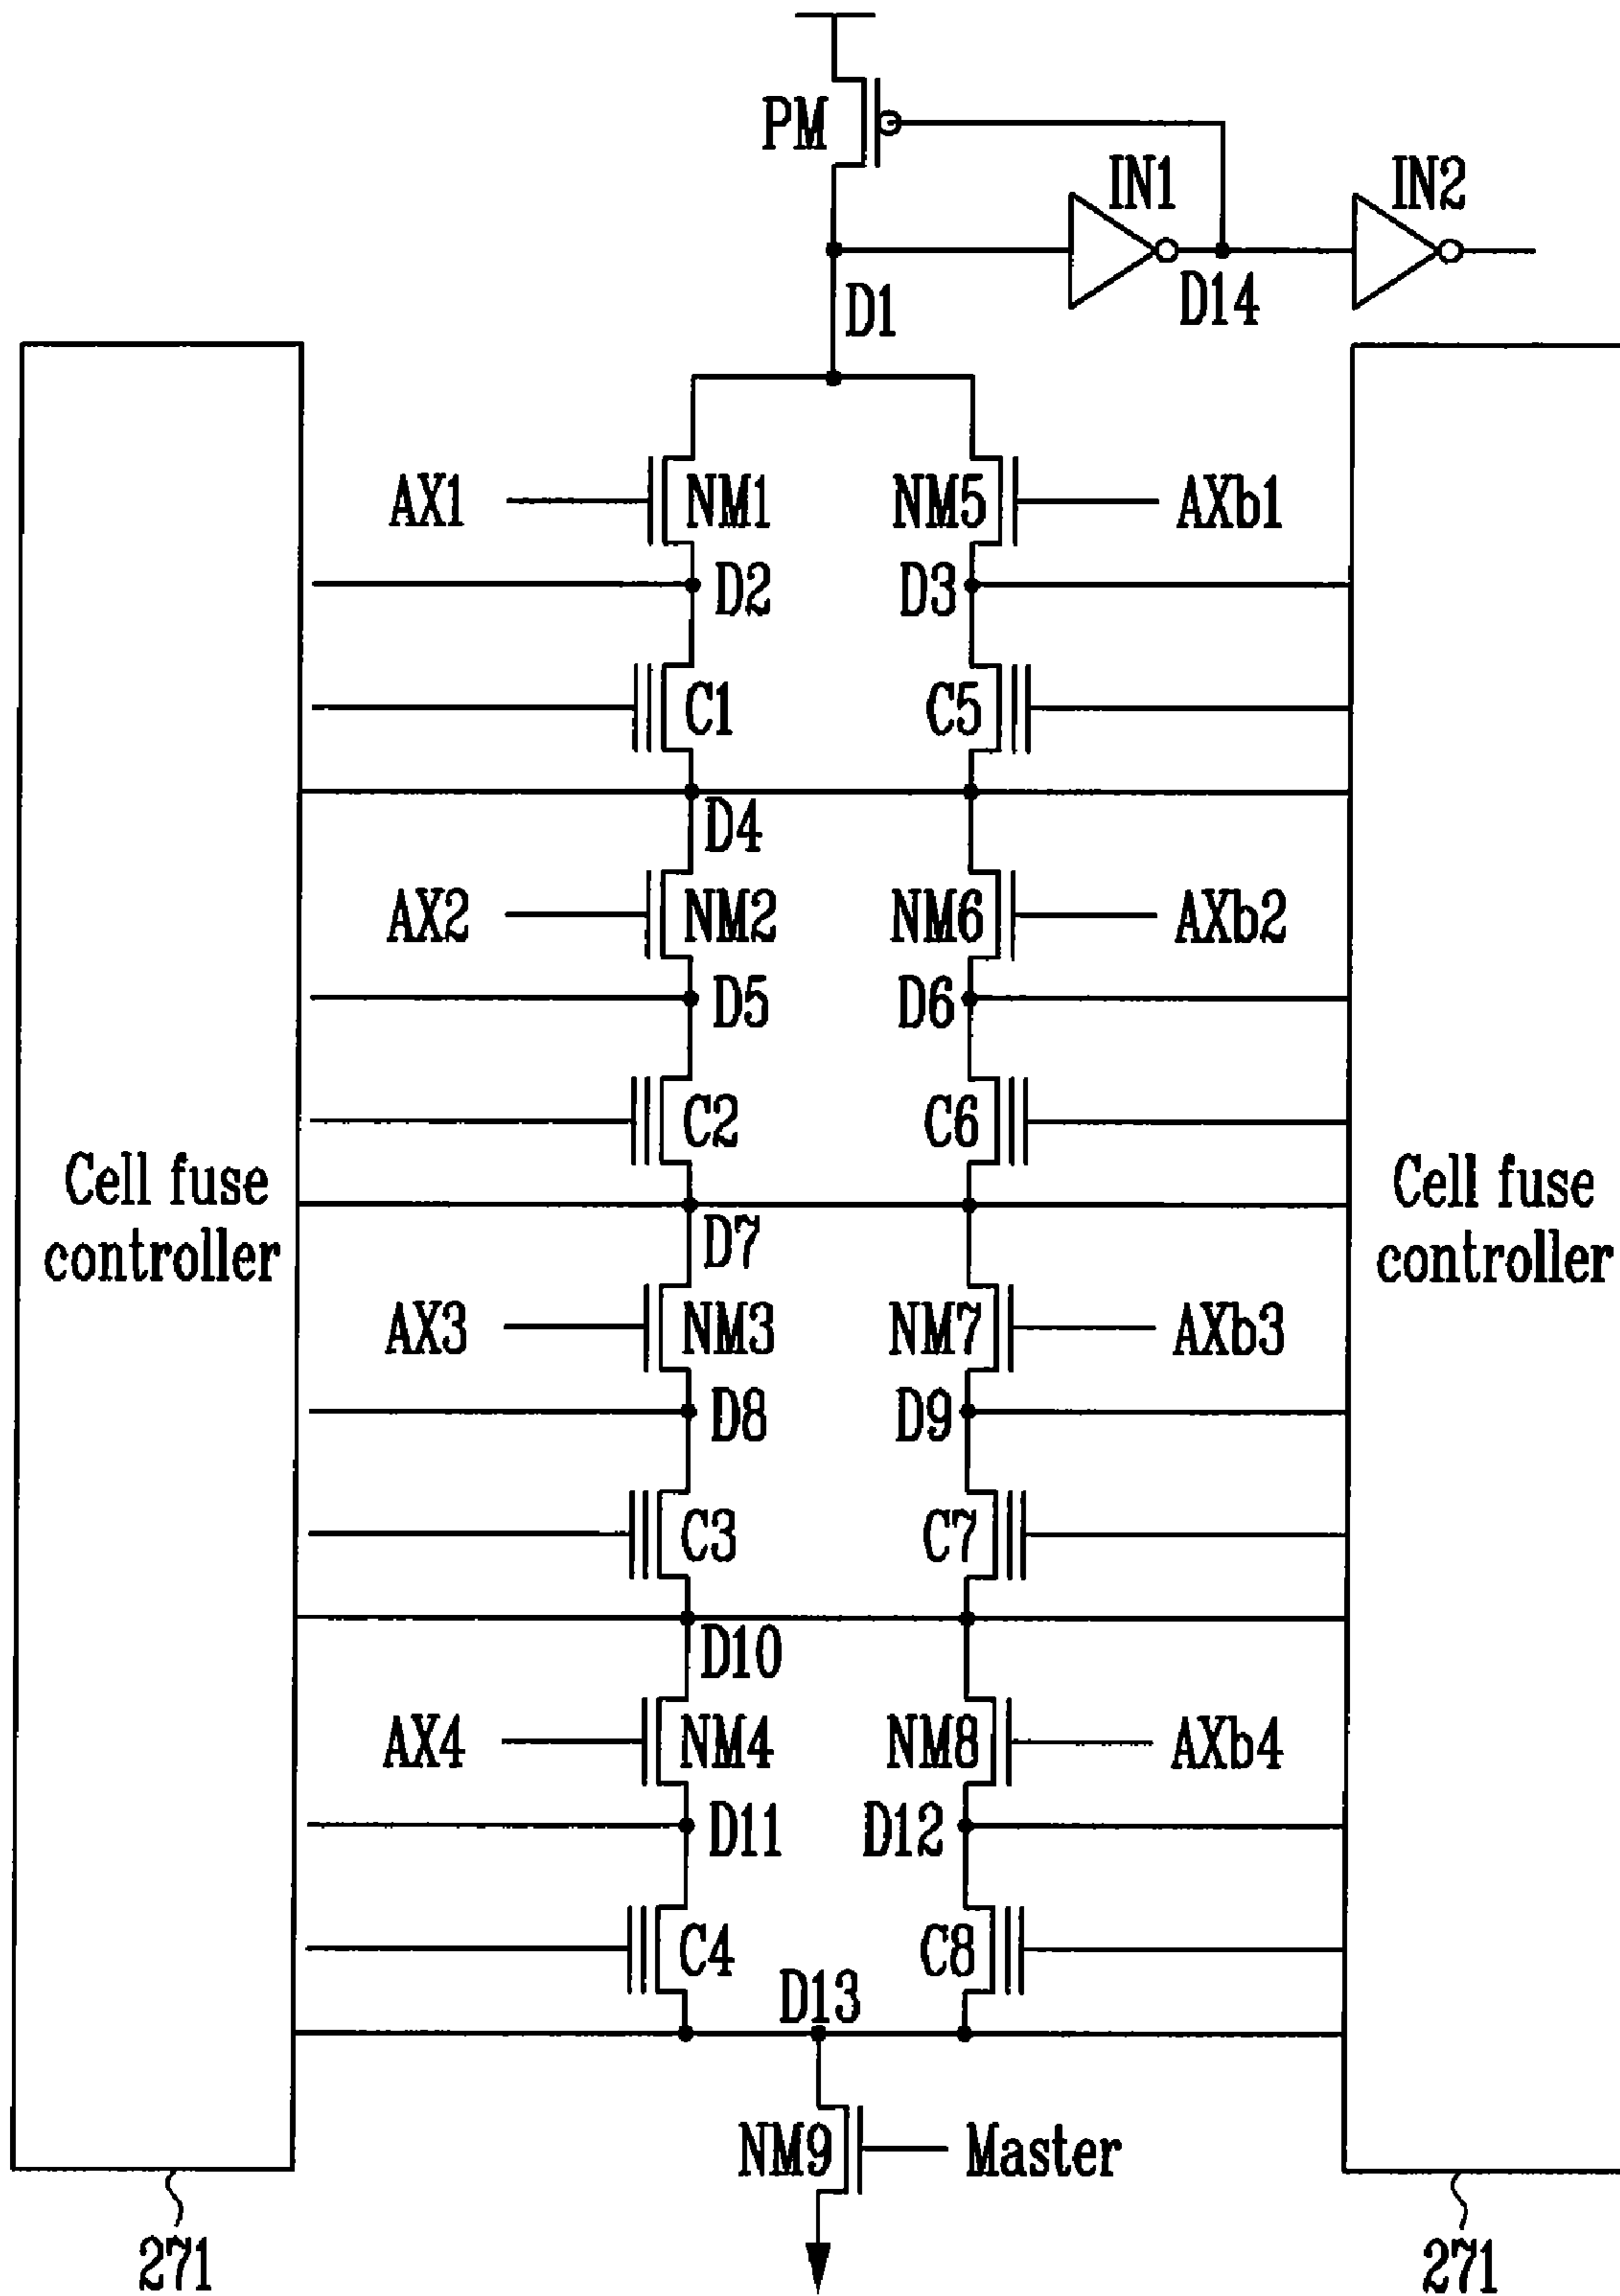 PM
IN1
IN2
D1
D14
AX1
NM1
NM5
AXb1
D2
D3
C1
C5
D4
AX2
NM2
NM6
AXb2
D5
D6
C2
C6
Cell fuse
controller
Cell fuse
controller
D7
AX3
NM3
NM7
AXb3
D8
D9
C3
C7
D10
AX4
NM4
NM8
AXb4
D11
D12
C4
C8
D13
NM9
Master
271
271